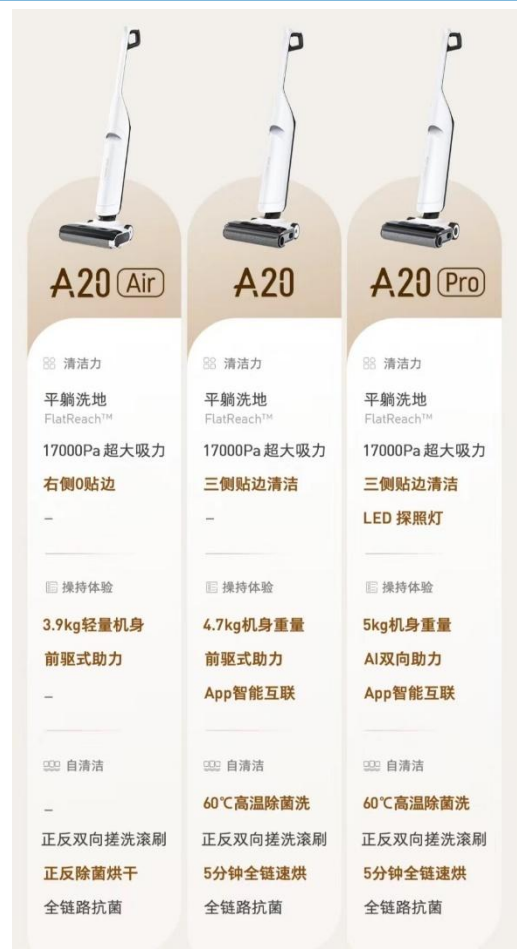 A20 Air
A20
A20 Pro
清洁力
平躺洗地
FlatReach™
17000Pa 超大吸力
右侧0贴边
–
操持体验
3.9kg轻量机身
前驱式助力
–
自清洁
–
正反双向搓洗滚刷
正反除菌烘干
全链路抗菌
清洁力
平躺洗地
FlatReach™
17000Pa 超大吸力
三侧贴边清洁
–
操持体验
4.7kg机身重量
前驱式助力
App智能互联
自清洁
60℃高温除菌洗
正反双向搓洗滚刷
5分钟全链速烘
全链路抗菌
清洁力
平躺洗地
FlatReach™
17000Pa 超大吸力
三侧贴边清洁
LED 探照灯
操持体验
5kg机身重量
AI双向助力
App智能互联
自清洁
60℃高温除菌洗
正反双向搓洗滚刷
5分钟全链速烘
全链路抗菌